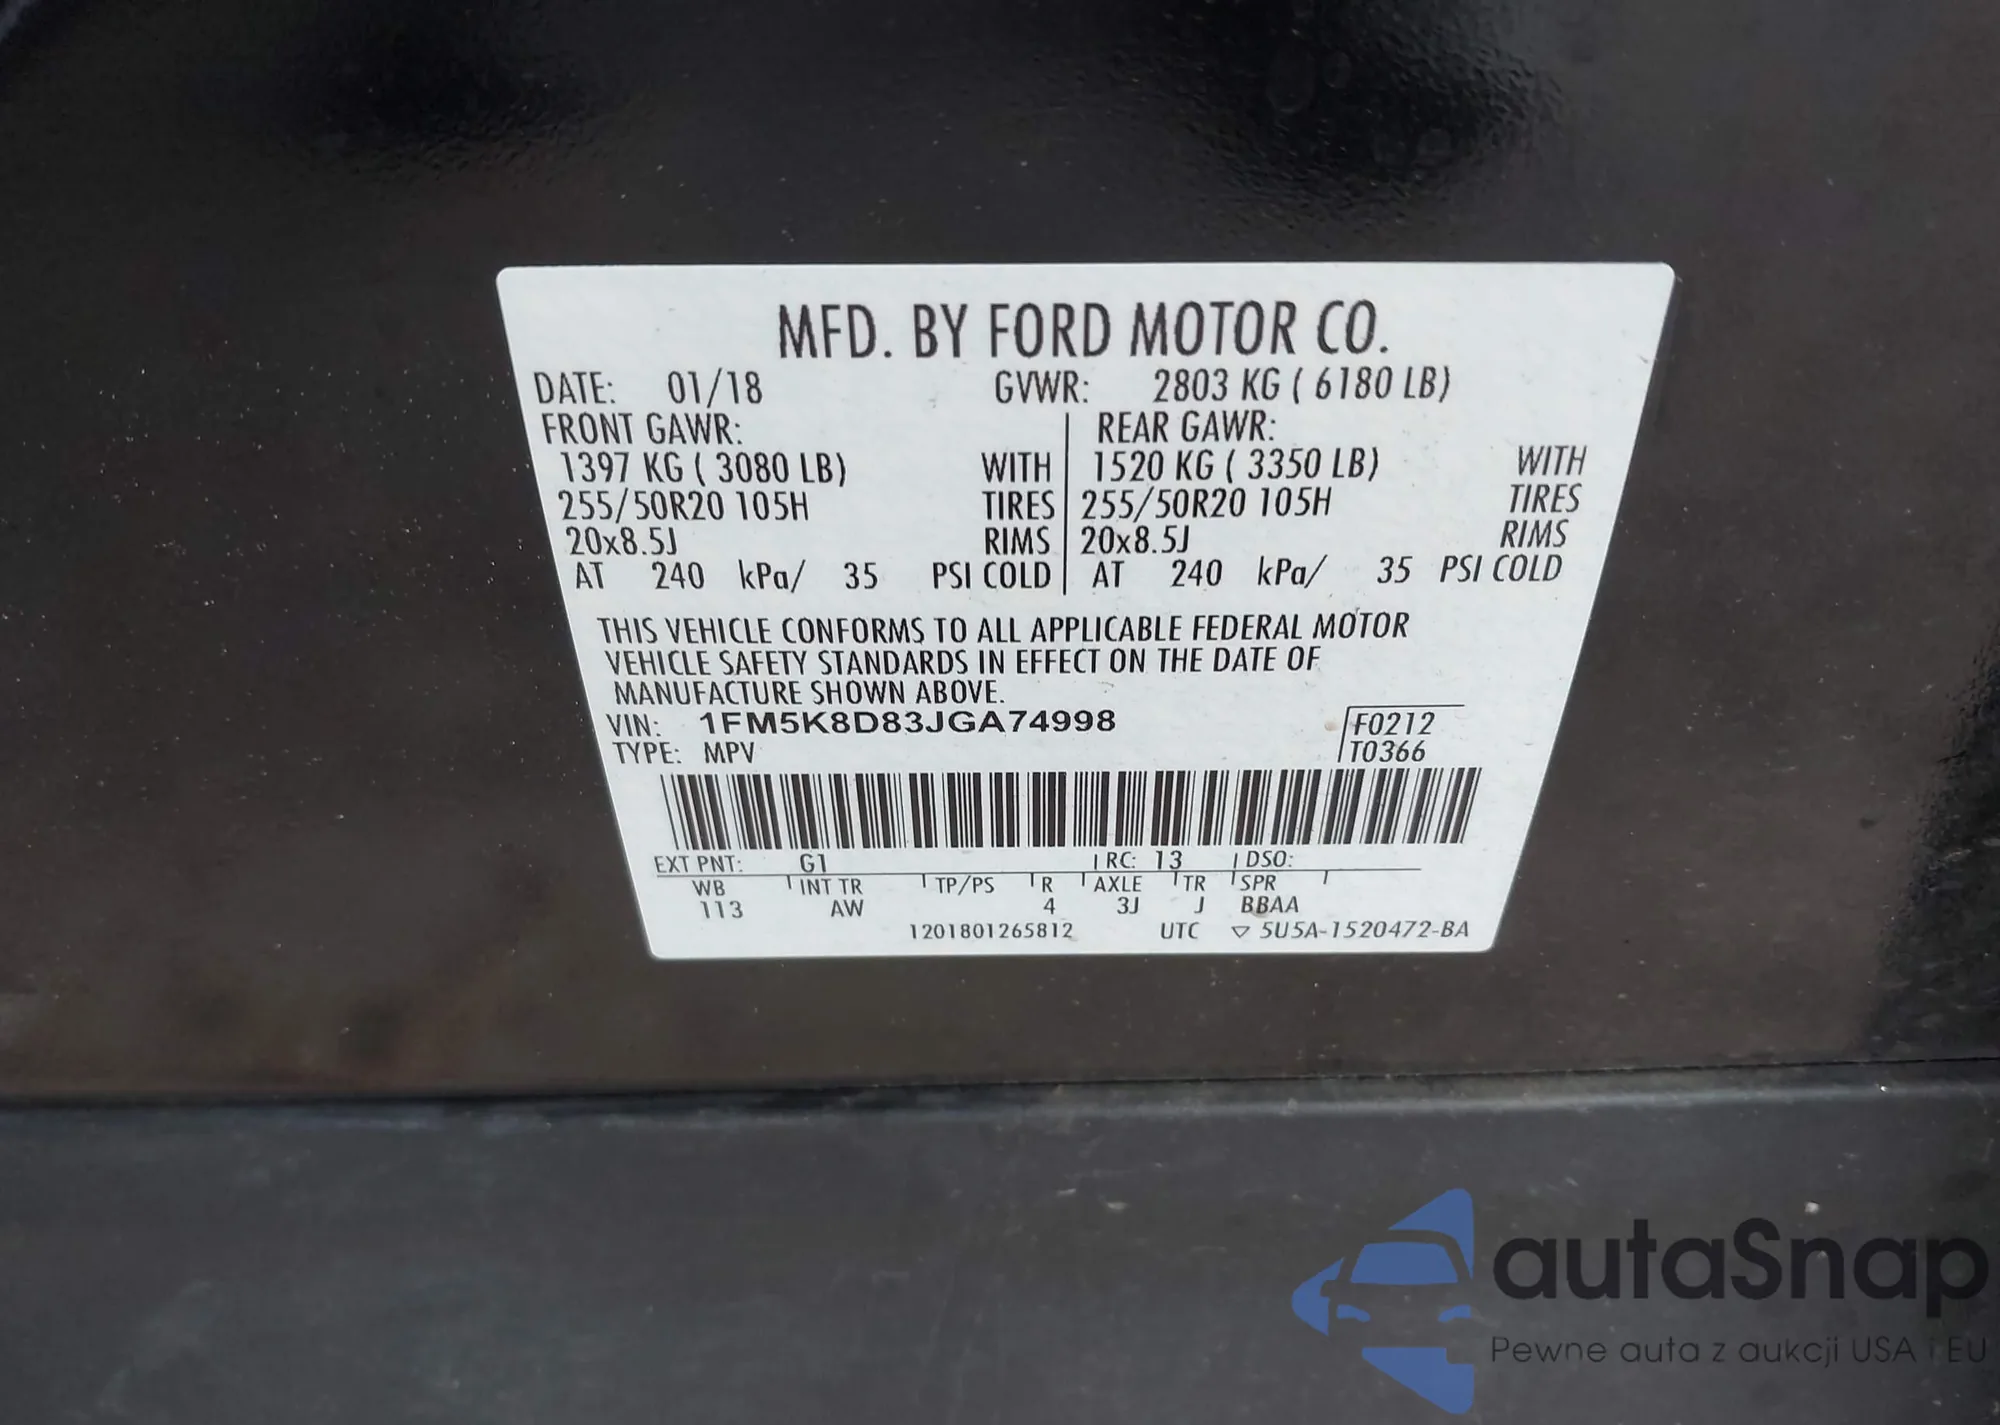 MFD. BY FORD MOTOR CO.
DATE: 01/18 GVWR: 2803 KG ( 6180 LB)
FRONT GAWR: REAR GAWR:
1397 KG ( 3080 LB) WITH 1520 KG ( 3350 LB) WITH
255/50R20 105H TIRES 255/50R20 105H TIRES
20x8.5J RIMS 20x8.5J RIMS
AT 240 kPa/ 35 PSI COLD AT 240 kPa/ 35 PSI COLD
THIS VEHICLE CONFORMS TO ALL APPLICABLE FEDERAL MOTOR
VEHICLE SAFETY STANDARDS IN EFFECT ON THE DATE OF
MANUFACTURE SHOWN ABOVE.
VIN: 1FM5K8D83JGA74998 F0212
TYPE: MPV T0366
EXT PNT: G1 RC: 13 DSO:
WB INT TR TP/PS R AXLE TR SPR
113 AW 4 3J J BBAA
1201801265812 UTC ▽ 5U5A-1520472-BA
autaSnap
Pewne auta z aukcji USA i EU